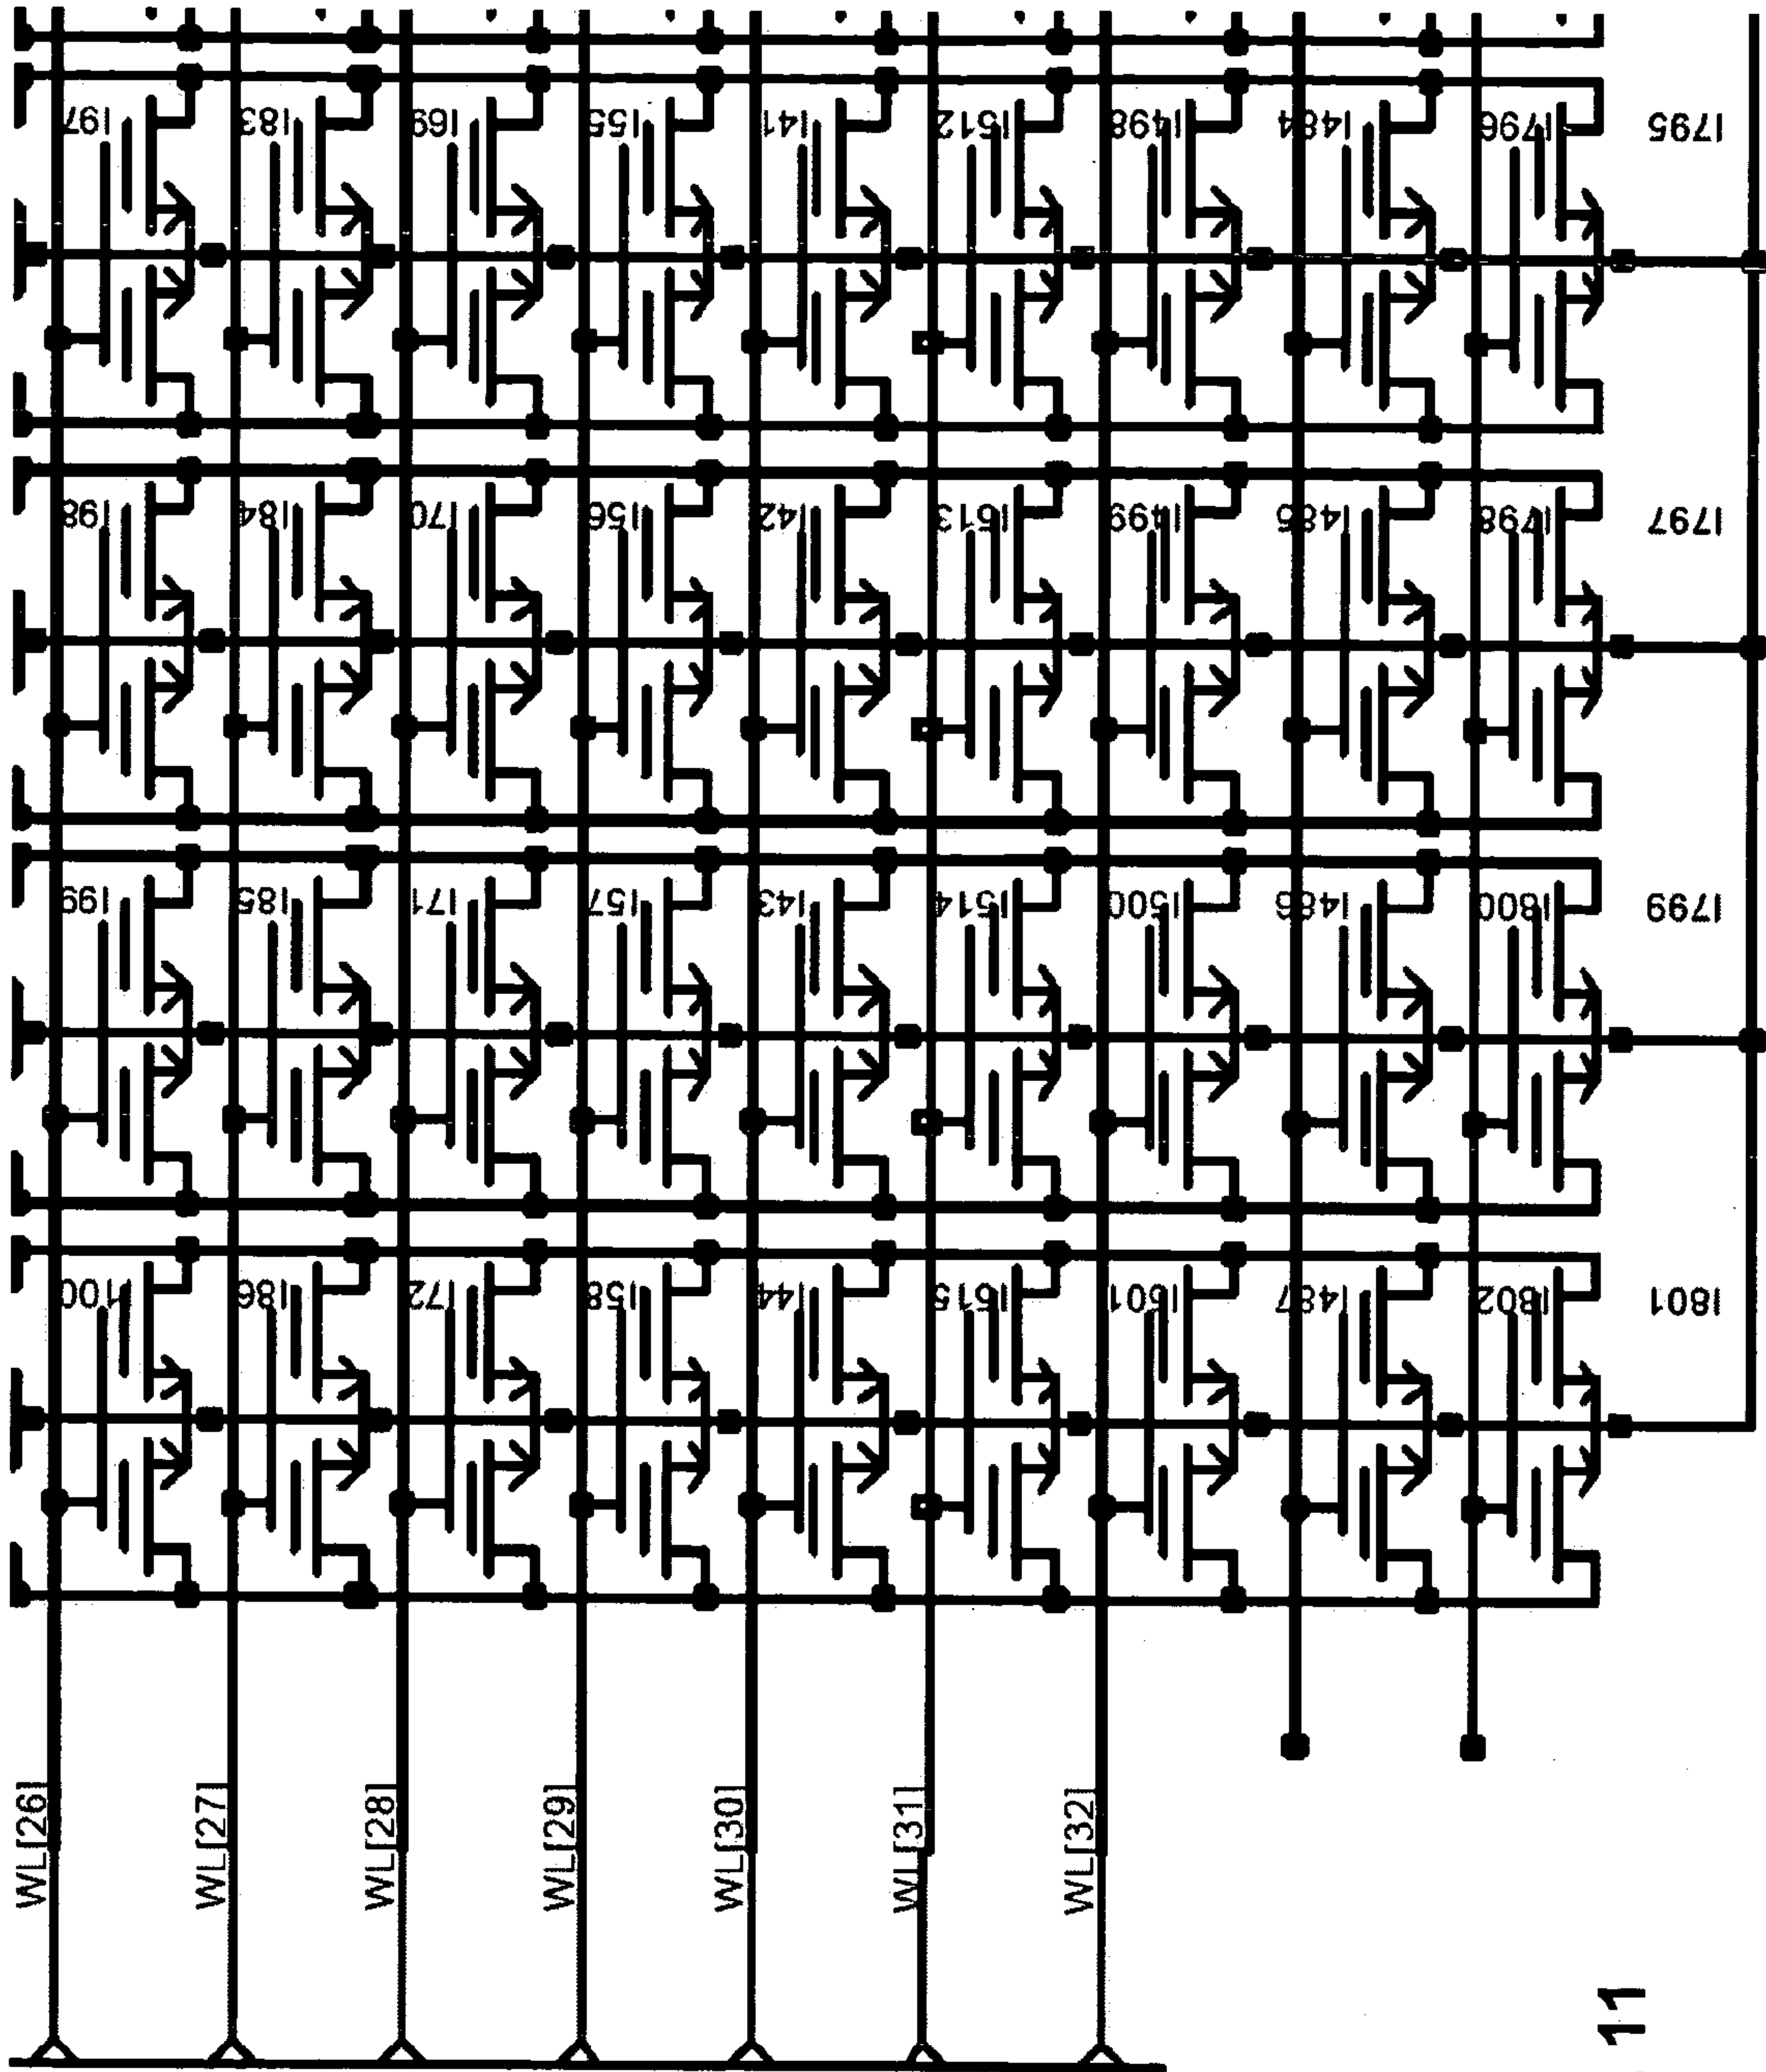 I97 I83 I69 I55 I41 I512 I498 I484 I796 I795
I98 I84 I70 I56 I42 I513 I499 I485 I798 I797
I99 I85 I71 I57 I43 I514 I500 I486 I800 I799
I100 I86 I72 I58 I44 I515 I501 I487 I802 I801
WL[26]
WL[27]
WL[28]
WL[29]
WL[30]
WL[31]
WL[32]
11